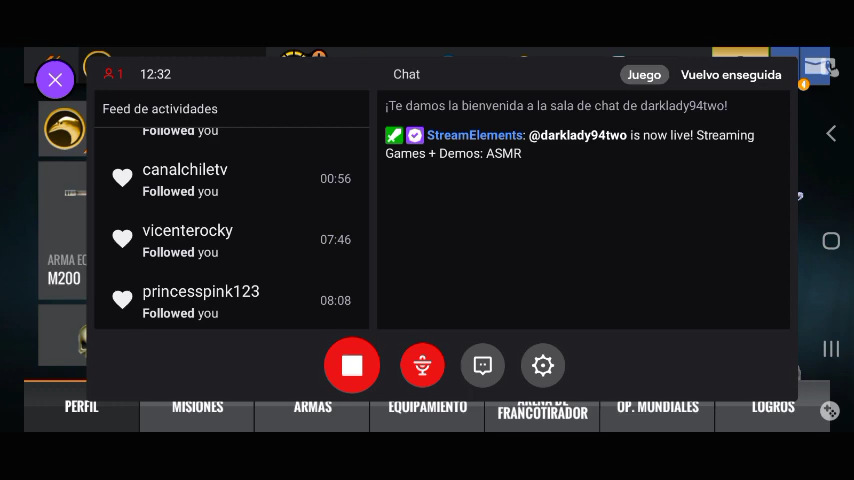 1 12:32 Chat Juego Vuelvo enseguida
Feed de actividades
Followed you
canalchiletv
Followed you
00:56
vicenterocky
Followed you
07:46
princesspink123
Followed you
08:08
¡Te damos la bienvenida a la sala de chat de darklady94two!
StreamElements: @darklady94two is now live! Streaming
Games + Demos: ASMR
M200
PERFIL
MISIONES
ARMAS
EQUIPAMIENTO
ARENA DE
FRANCOTIRADOR
OP. MUNDIALES
LOGROS